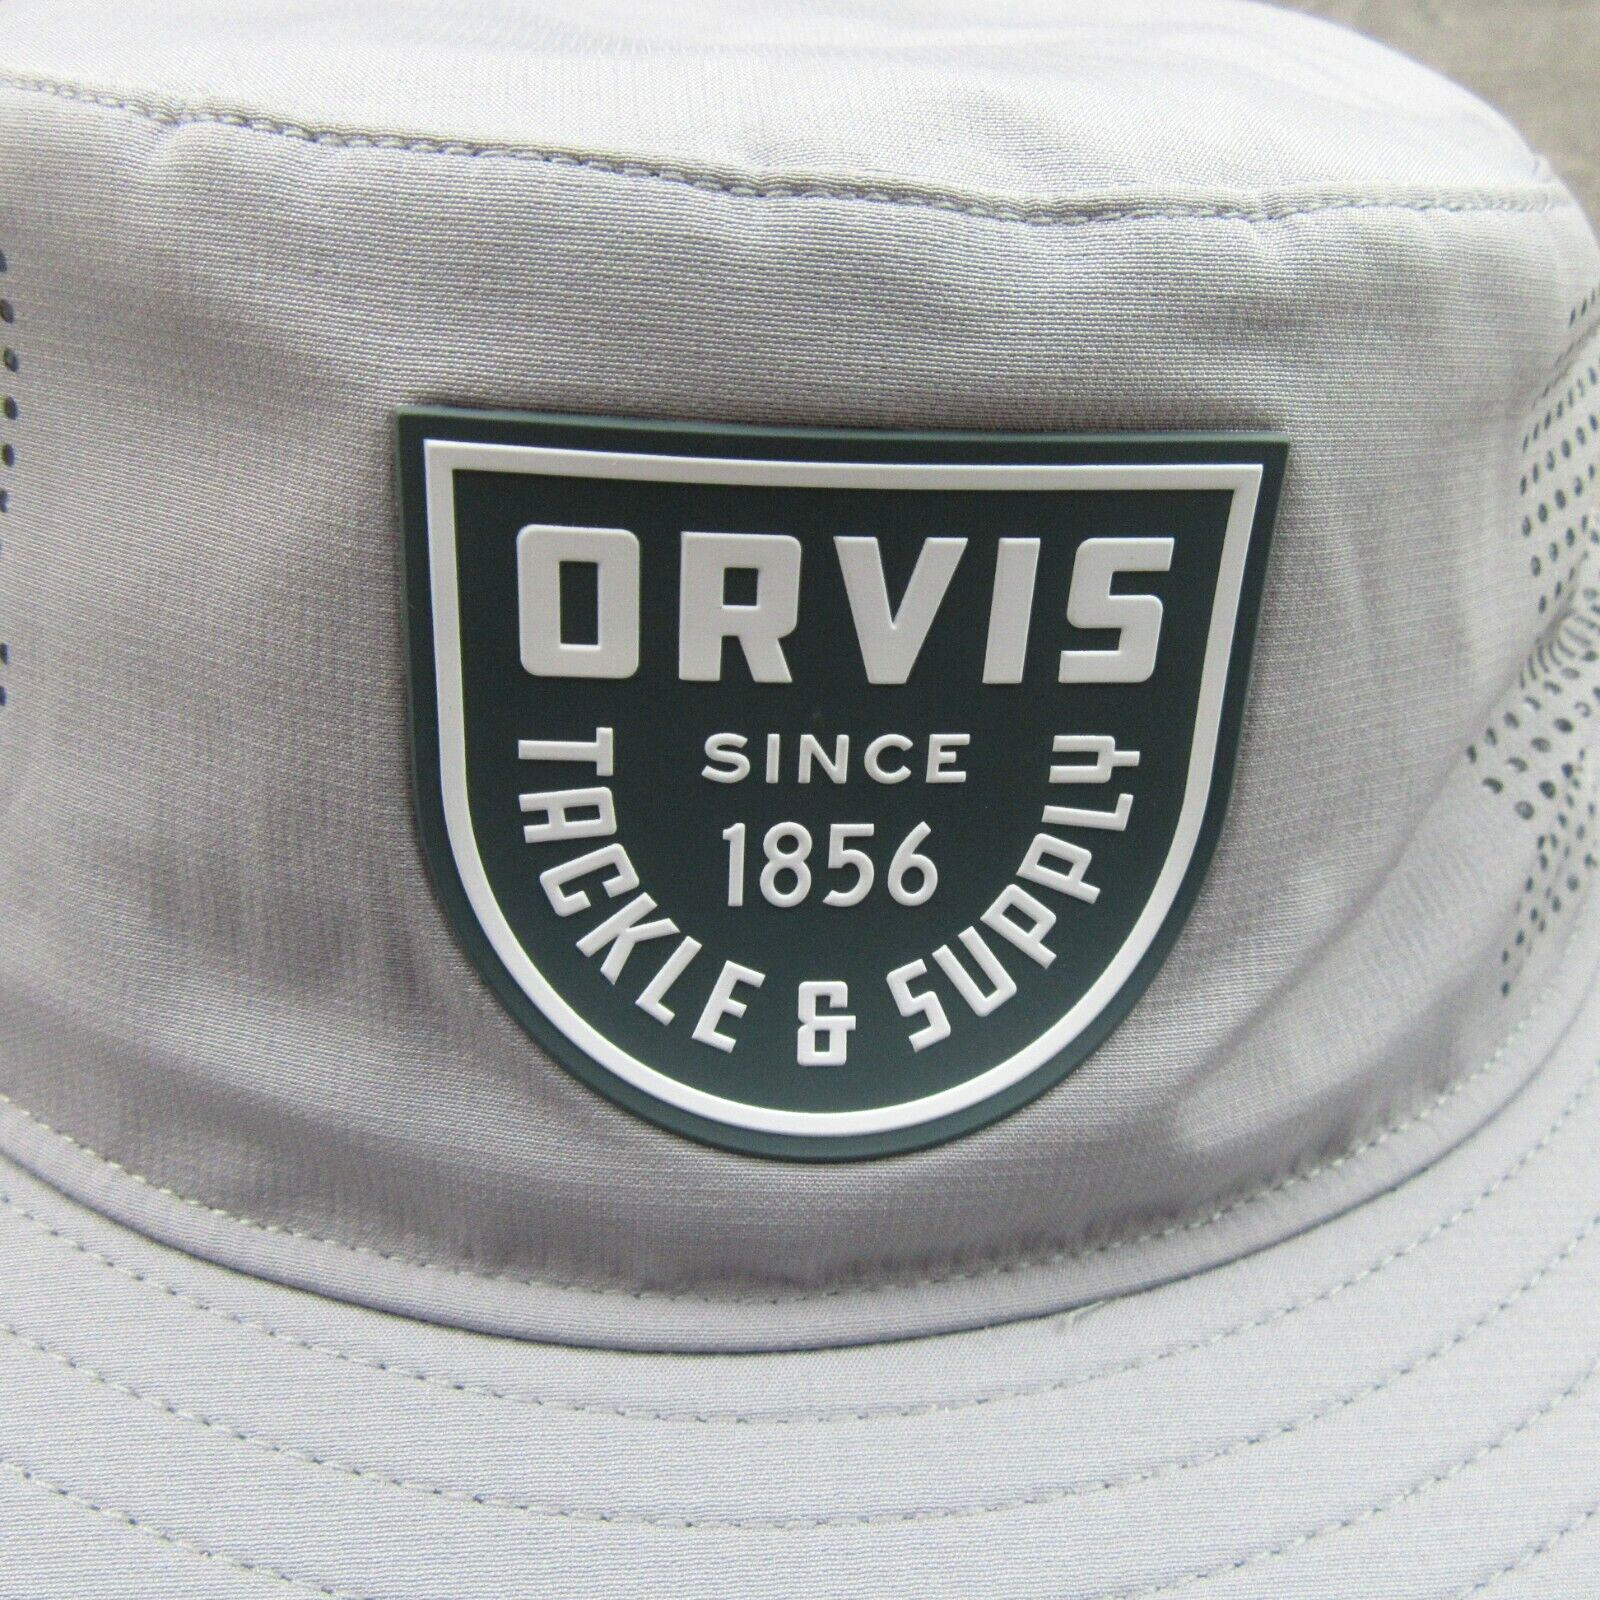 ORVIS
SINCE
1856
TACKLE & SUPPLY